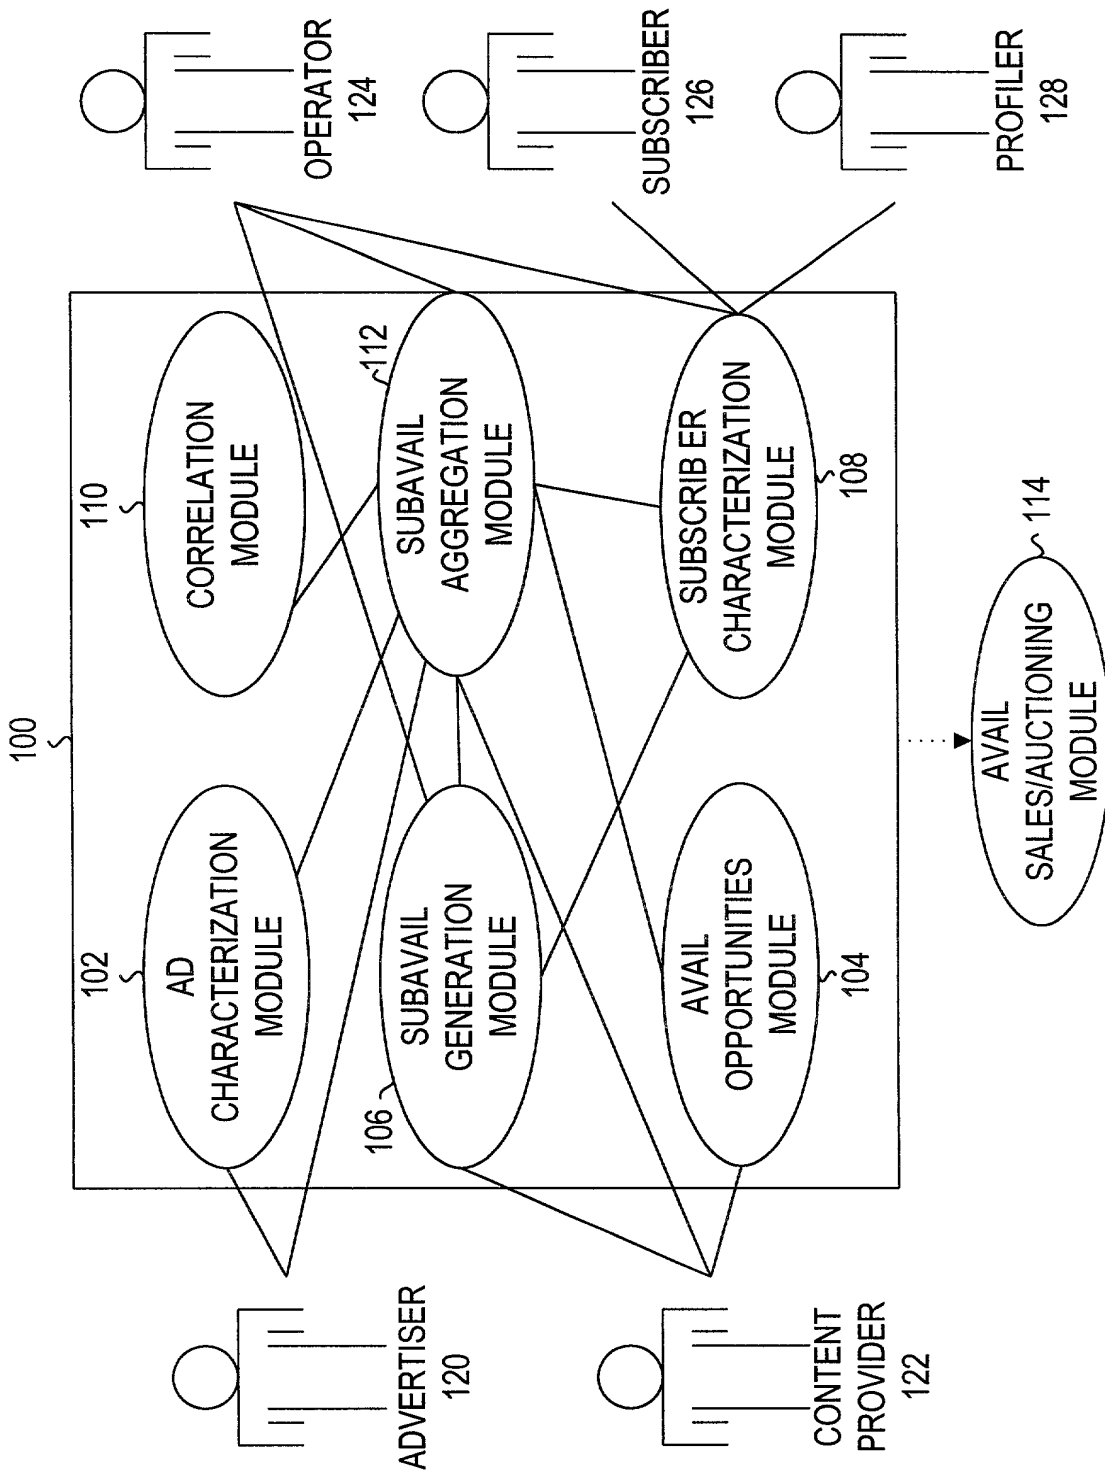 100
ADVERTISER
120
CONTENT
PROVIDER
122
102
AD
CHARACTERIZATION
MODULE
110
CORRELATION
MODULE
106
SUBAVAIL
GENERATION
MODULE
112
SUBAVAIL
AGGREGATION
MODULE
AVAIL
OPPORTUNITIES
MODULE
104
SUBSCRIB ER
CHARACTERIZATION
MODULE
108
OPERATOR
124
SUBSCRIBER
126
PROFILER
128
AVAIL
SALES/AUCTIONING
MODULE
114